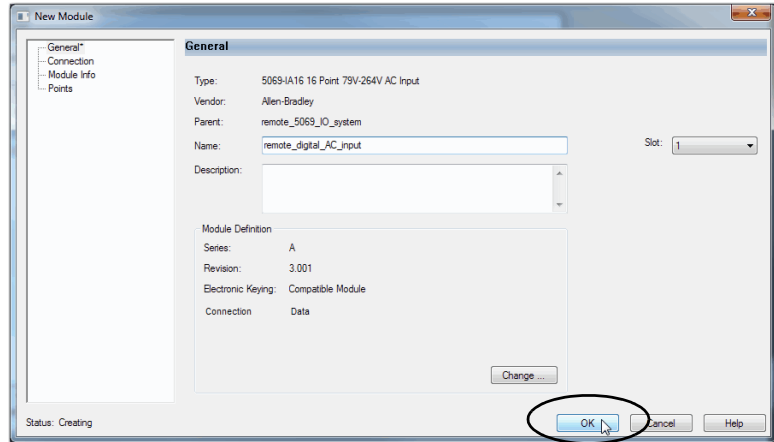 New Module
General*
Connection
Module Info
Points
General
Type: 5069-IA16 16 Point 79V-264V AC Input
Vendor: Allen-Bradley
Parent: remote_5069_IO_system
Name: remote_digital_AC_input
Slot: 1
Description:
Module Definition
Series: A
Revision: 3.001
Electronic Keying: Compatible Module
Connection Data
Change ...
Status: Creating
OK Cancel Help